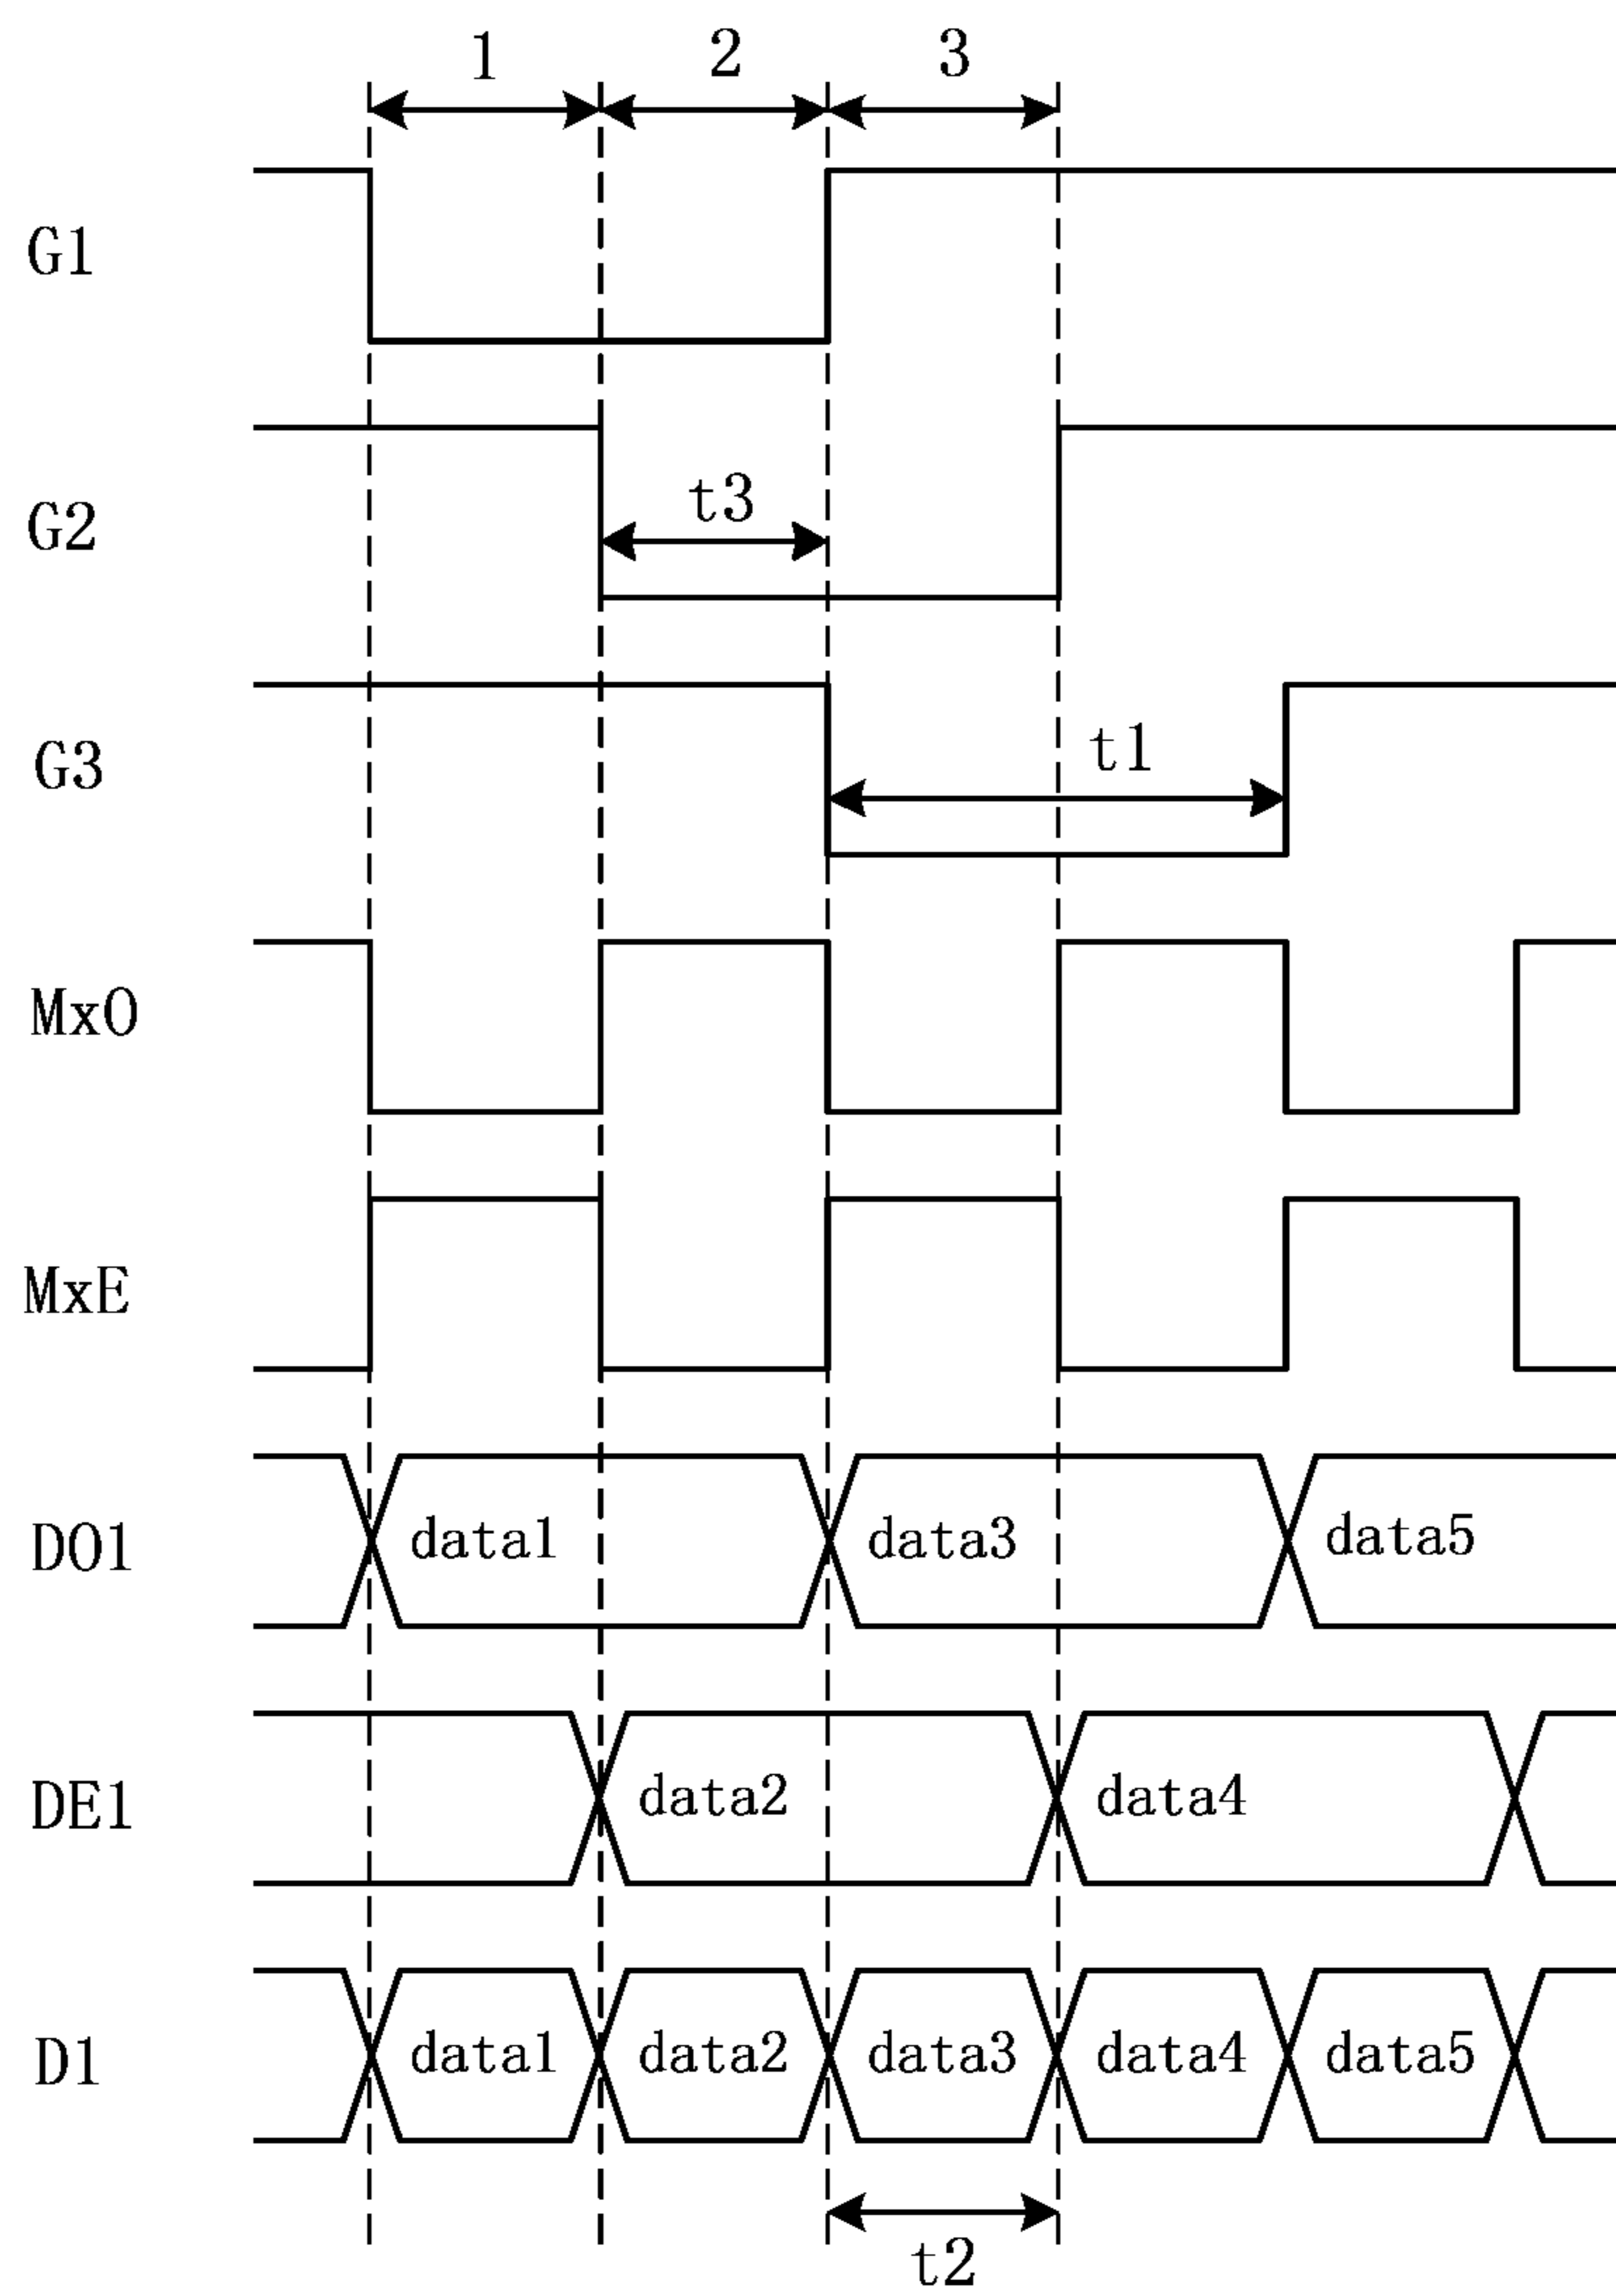 1 2 3
G1
G2 t3
G3 t1
MxO
MxE
DO1 data1 data3 data5
DE1 data2 data4
D1 data1 data2 data3 data4 data5
t2